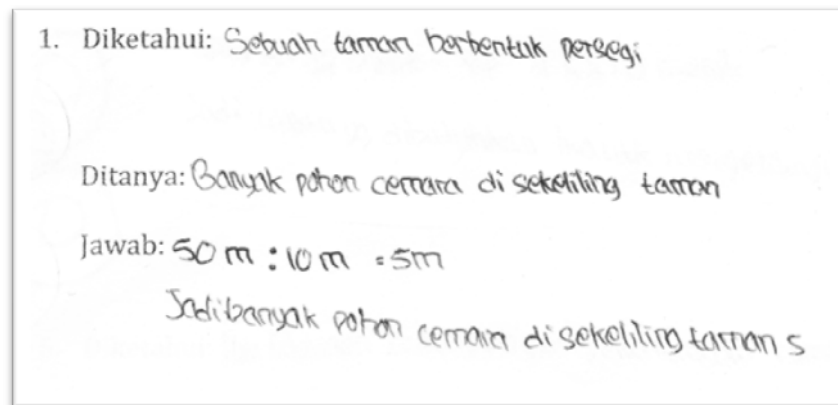 1. Diketahui: Sebuah taman berbentuk persegi
Ditanya: Banyak pohon cemara di sekeliling taman
Jawab: 50 m : 10 m = 5m
Jadi banyak pohon cemara di sekeliling taman 5